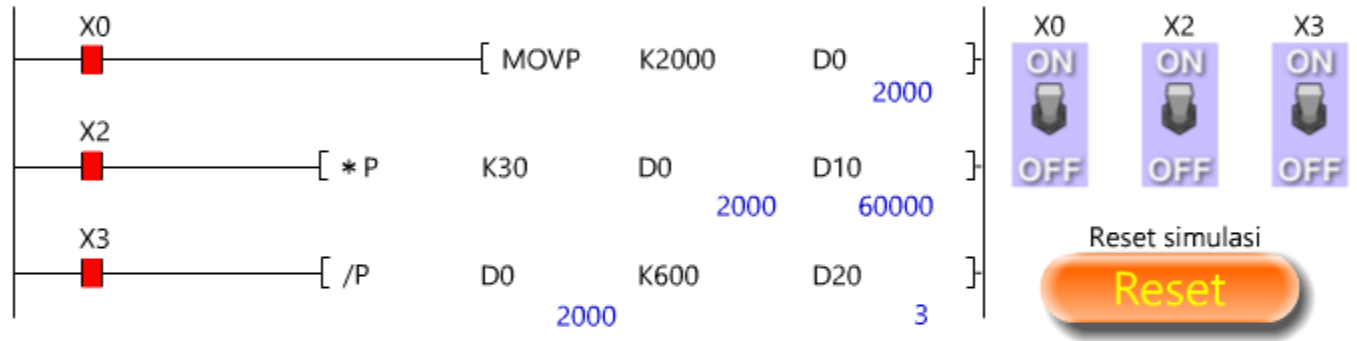 X0
[ MOVP K2000 D0 ]
2000
X2
[ * P K30 D0 D10 ]
2000 60000
X3
[ /P D0 K600 D20 ]
2000 3
X0 X2 X3
ON ON ON
OFF OFF OFF
Reset simulasi
Reset